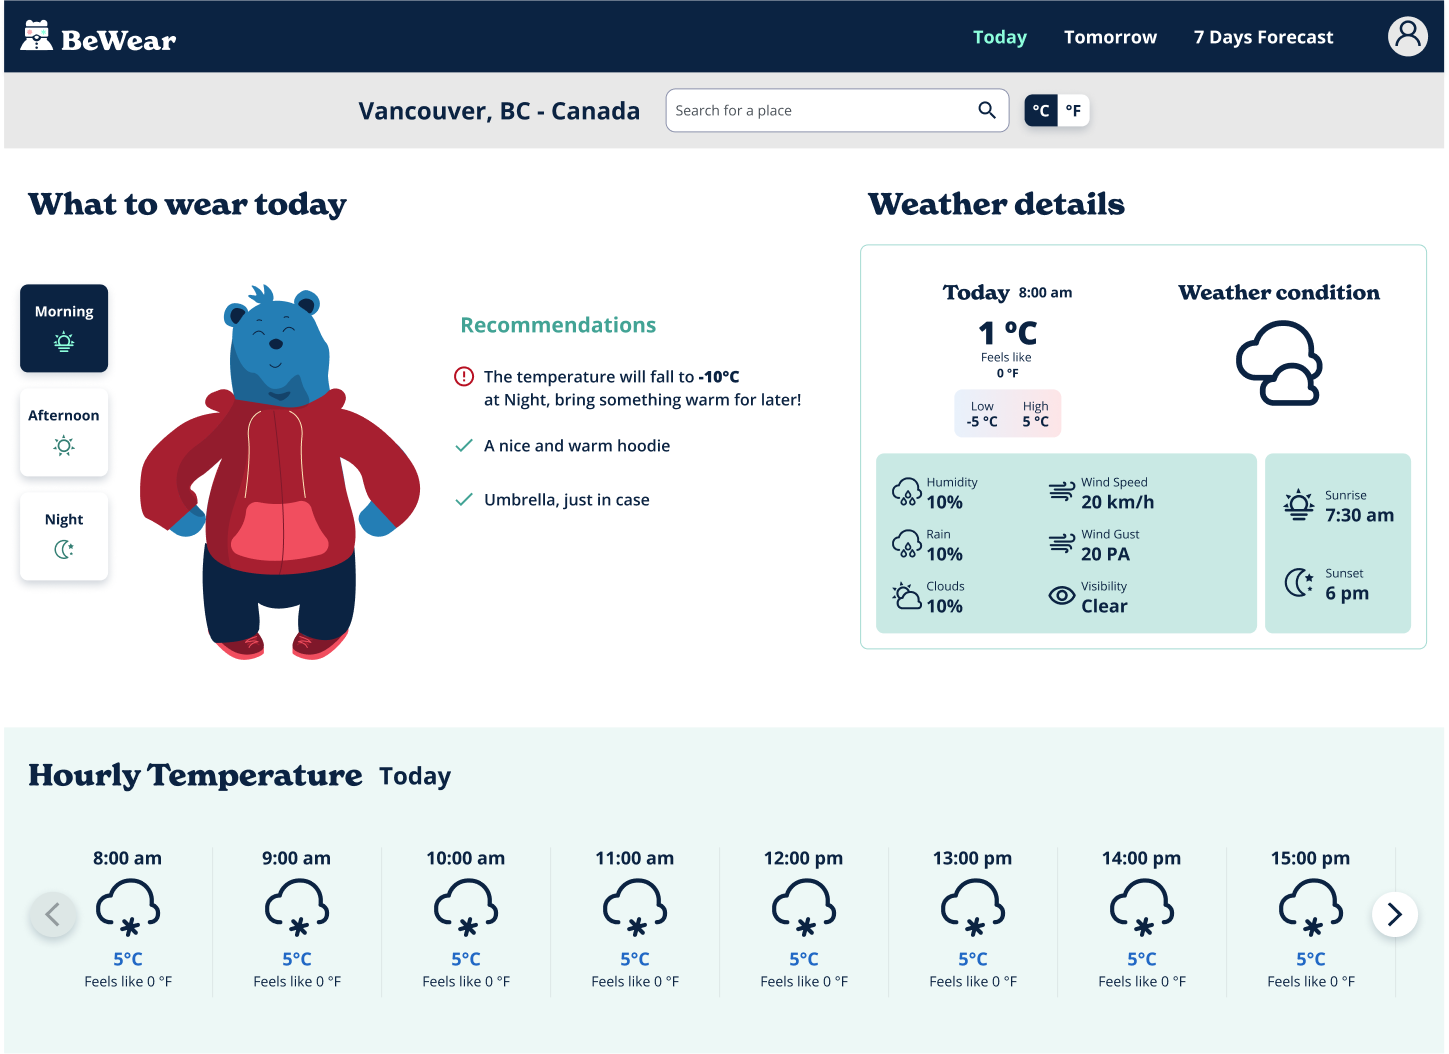 BeWear
Today
Tomorrow
7 Days Forecast
Vancouver, BC - Canada
Search for a place
°C
°F
What to wear today
Morning
Afternoon
Night
Recommendations
The temperature will fall to -10°C
at Night, bring something warm for later!
A nice and warm hoodie
Umbrella, just in case
Weather details
Today 8:00 am
1 °C
Feels like
0 °F
Low
-5 °C
High
5 °C
Weather condition
Humidity
10%
Rain
10%
Clouds
10%
Wind Speed
20 km/h
Wind Gust
20 PA
Visibility
Clear
Sunrise
7:30 am
Sunset
6 pm
Hourly Temperature Today
8:00 am
5°C
Feels like 0 °F
9:00 am
5°C
Feels like 0 °F
10:00 am
5°C
Feels like 0 °F
11:00 am
5°C
Feels like 0 °F
12:00 pm
5°C
Feels like 0 °F
13:00 pm
5°C
Feels like 0 °F
14:00 pm
5°C
Feels like 0 °F
15:00 pm
5°C
Feels like 0 °F